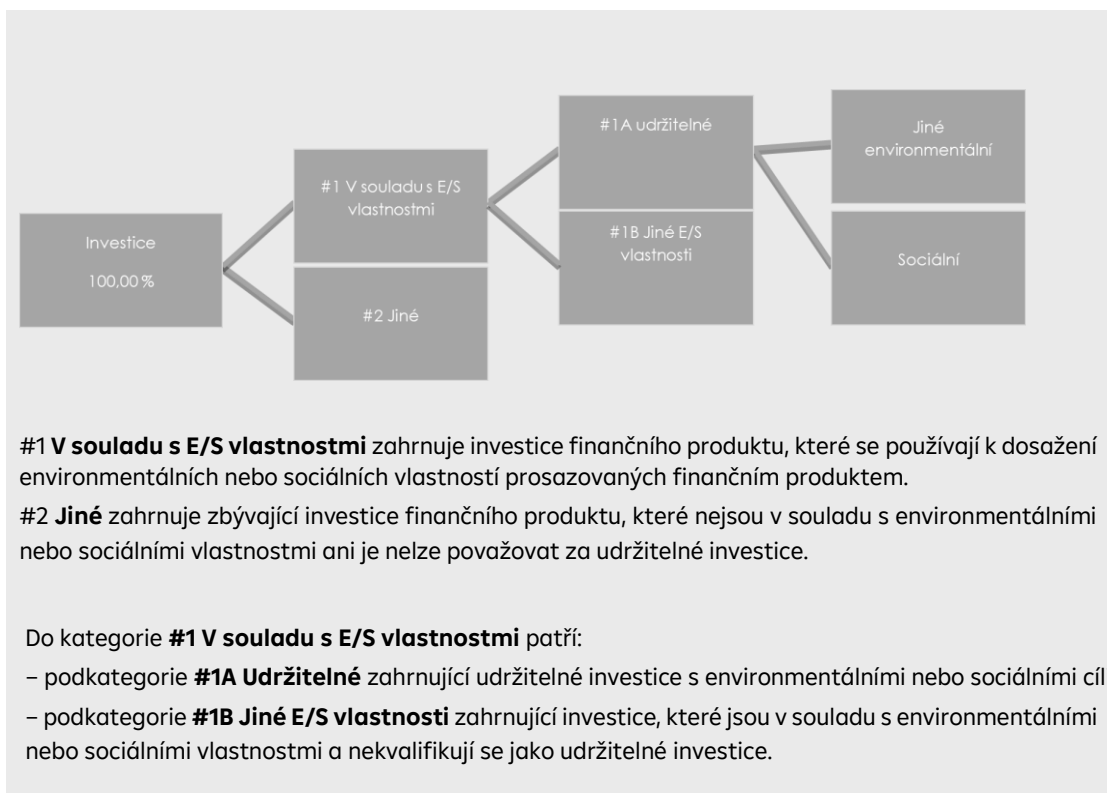 Investice
100,00 %
#1 V souladu s E/S
vlastnostmi
#2 Jiné
#1A udržitelné
#1B Jiné E/S
vlastnosti
Jiné
environmentální
Sociální
#1 V souladu s E/S vlastnostmi zahrnuje investice finančního produktu, které se používají k dosažení
environmentálních nebo sociálních vlastností prosazovaných finančním produktem.
#2 Jiné zahrnuje zbývající investice finančního produktu, které nejsou v souladu s environmentálními
nebo sociálními vlastnostmi ani je nelze považovat za udržitelné investice.
Do kategorie #1 V souladu s E/S vlastnostmi patří:
– podkategorie #1A Udržitelné zahrnující udržitelné investice s environmentálními nebo sociálními cíl
– podkategorie #1B Jiné E/S vlastnosti zahrnující investice, které jsou v souladu s environmentálními
nebo sociálními vlastnostmi a nekvalifikují se jako udržitelné investice.